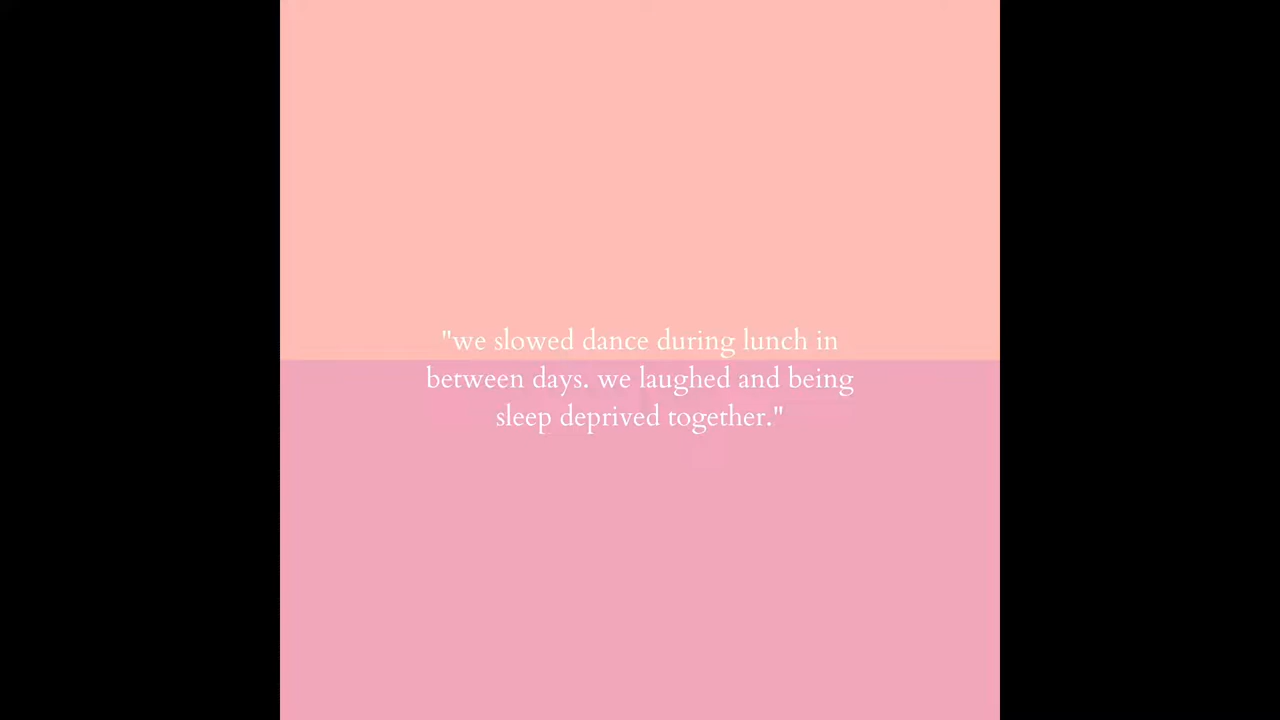 "we slowed dance during lunch in
between days. we laughed and being
sleep deprived together."